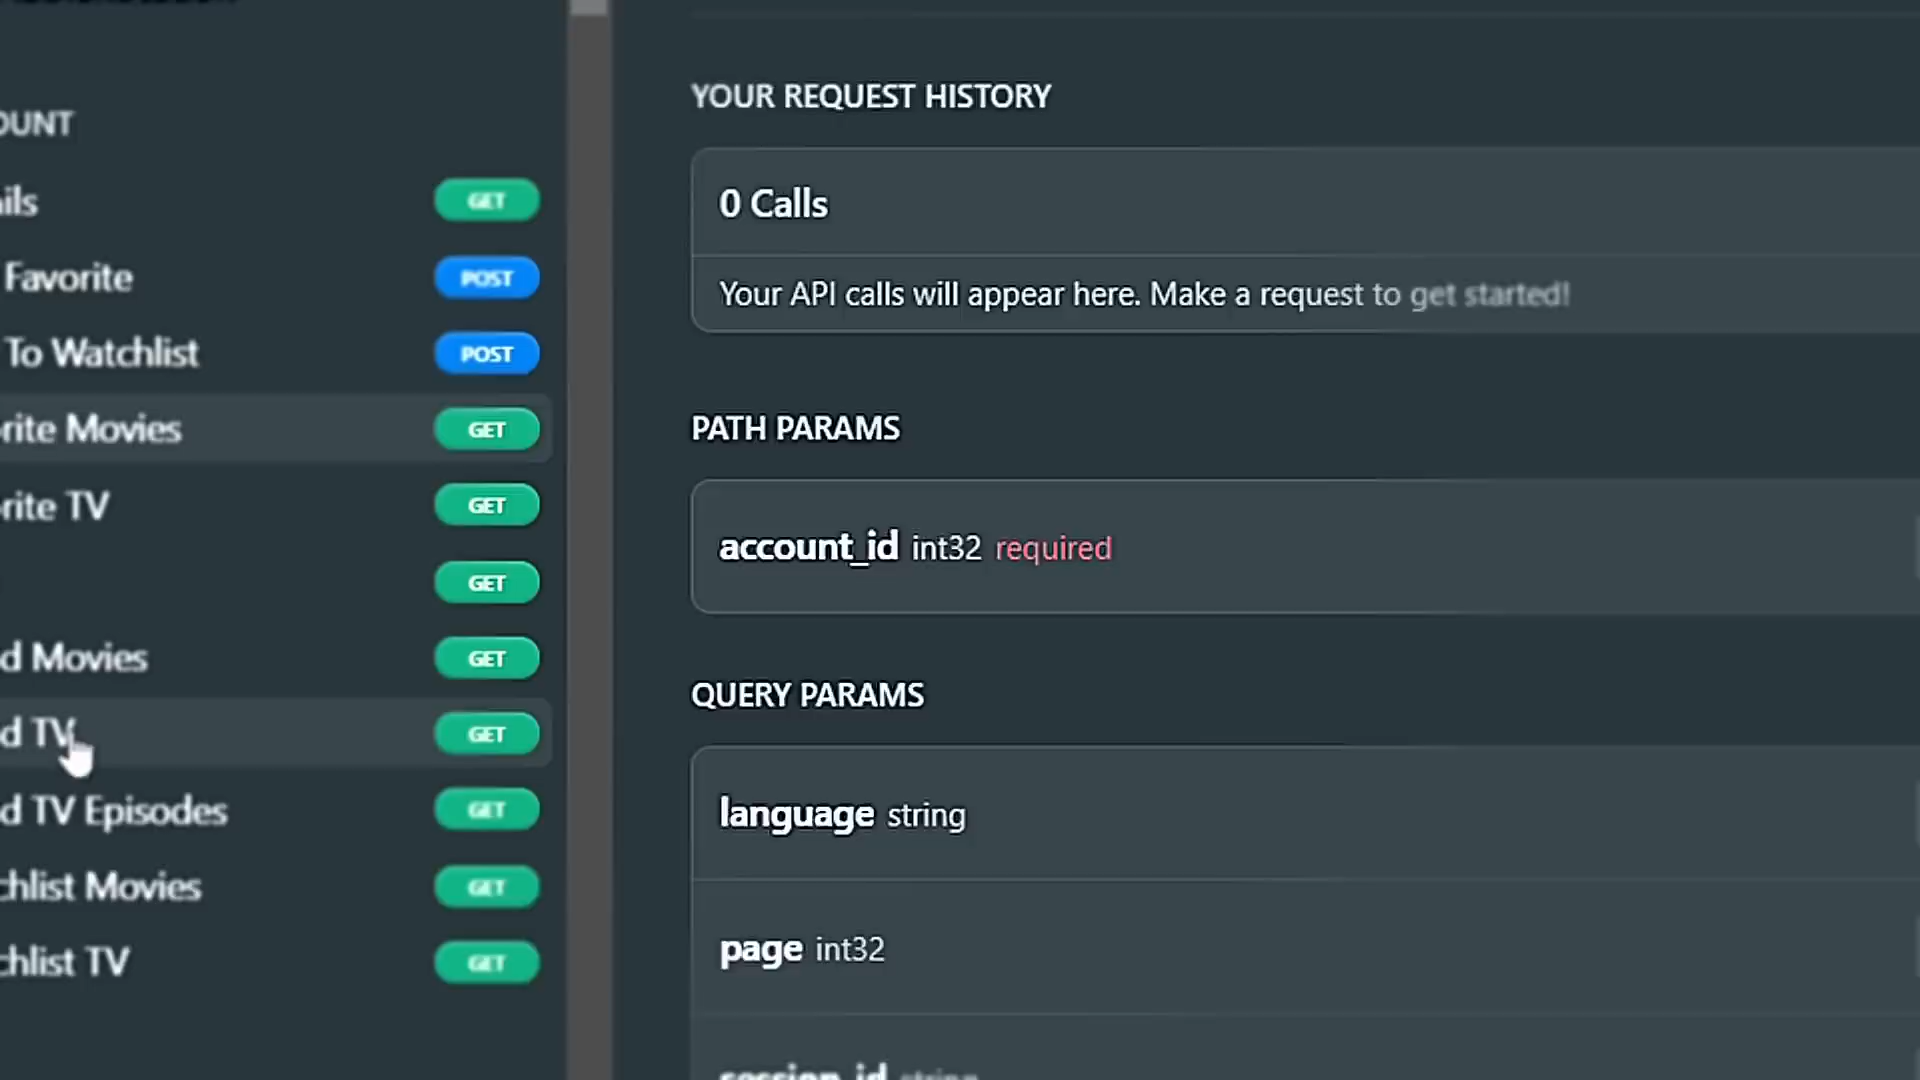 OUNT
ils GET
Favorite POST
To Watchlist POST
rite Movies GET
rite TV GET
GET
d Movies GET
d TV GET
d TV Episodes GET
chlist Movies GET
chlist TV GET
YOUR REQUEST HISTORY
0 Calls
Your API calls will appear here. Make a request to get started!
PATH PARAMS
account_id int32 required
QUERY PARAMS
language string
page int32
session_id string